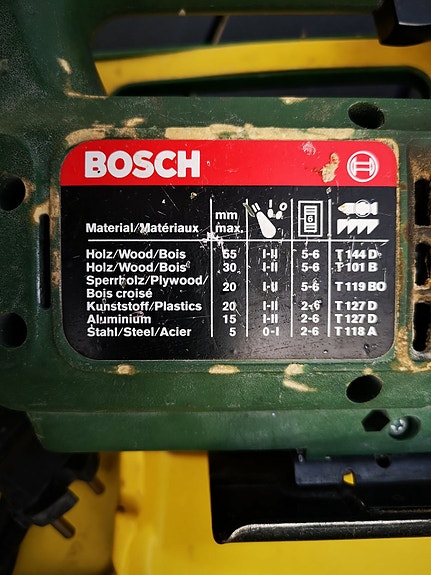 BOSCH
Material/Matériaux mm max. I O 6
Holz/Wood/Bois 65 I-II 5-6 T 144 D
Holz/Wood/Bois 30 I-II 5-6 T 101 B
Sperrholz/Plywood/
Bois croisé 20 I-II 5-6 T 119 BO
Kunststoff/Plastics 20 I-II 2-6 T 127 D
Aluminium 15 I-II 2-6 T 127 D
Stahl/Steel/Acier 5 0-I 2-6 T 118 A